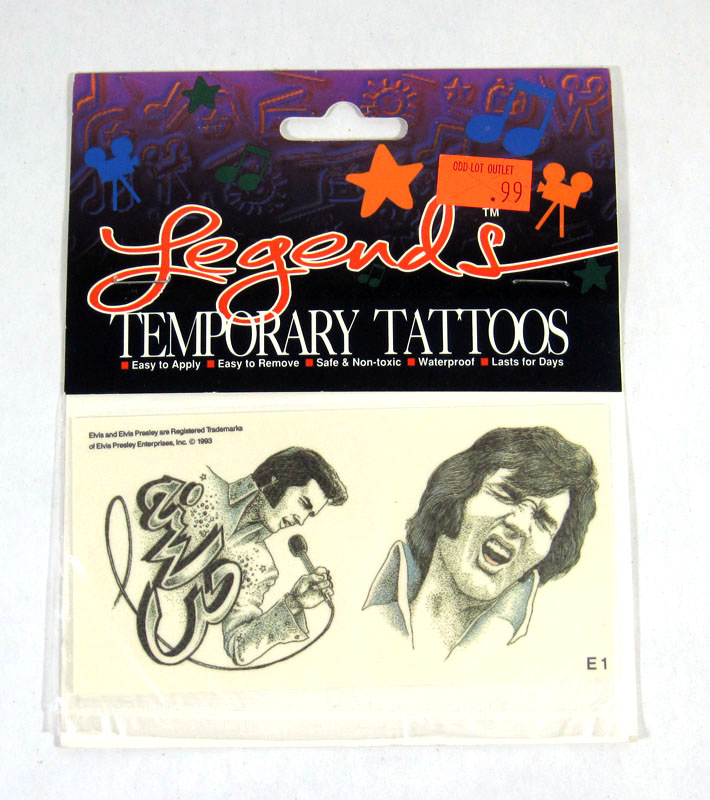 ODD-LOT OUTLET
.99
Legends™
TEMPORARY TATTOOS
Easy to Apply Easy to Remove Safe & Non-toxic Waterproof Lasts for Days
Elvis and Elvis Presley are Registered Trademarks
of Elvis Presley Enterprises, Inc. © 1993
Elvis
E1